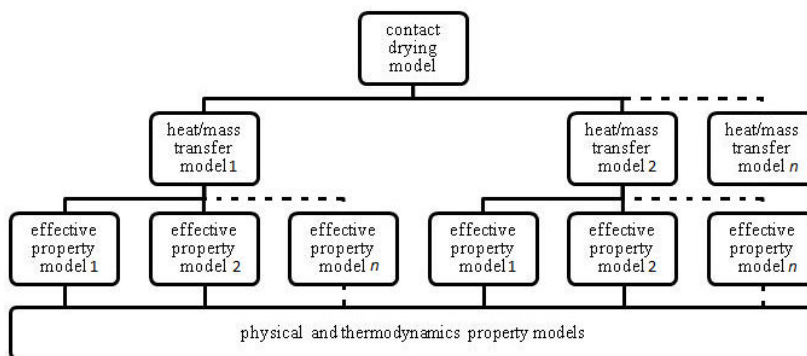 contact
drying
model
heat/mass
transfer
model 1
heat/mass
transfer
model 2
heat/mass
transfer
model n
effective
property
model 1
effective
property
model 2
effective
property
model n
effective
property
model 1
effective
property
model 2
effective
property
model n
physical and thermodynamics property models